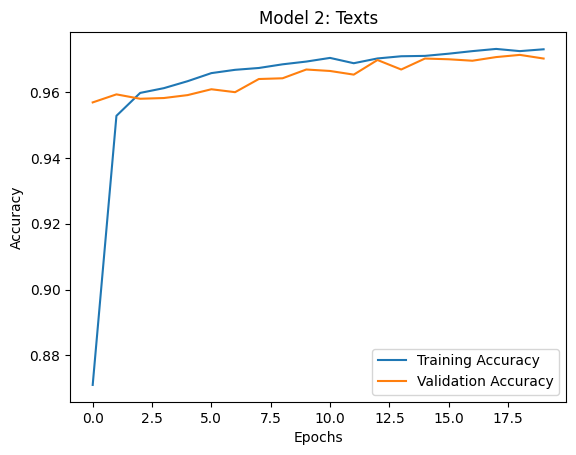 Model 2: Texts
Accuracy
0.96
0.94
0.92
0.90
0.88
0.0 2.5 5.0 7.5 10.0 12.5 15.0 17.5
Epochs
Training Accuracy
Validation Accuracy